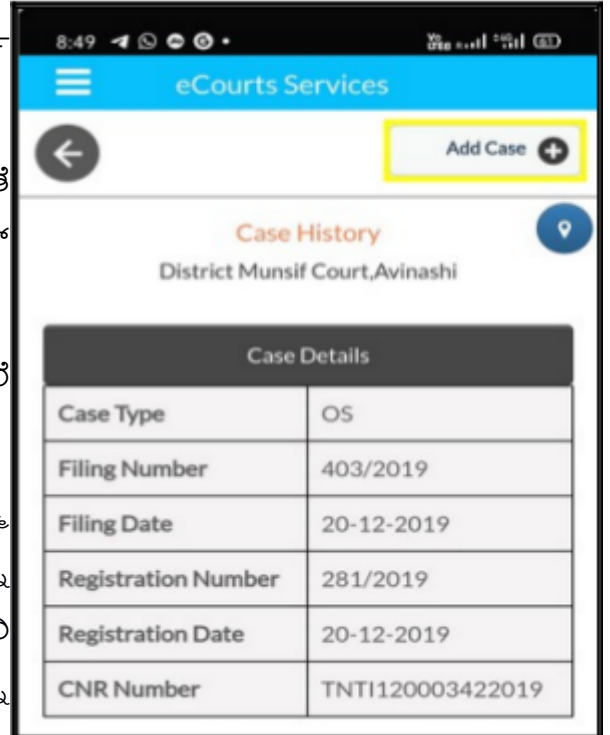 8:49
eCourts Services
Add Case
Case History
District Munsif Court,Avinashi
Case Details
Case Type OS
Filing Number 403/2019
Filing Date 20-12-2019
Registration Number 281/2019
Registration Date 20-12-2019
CNR Number TNTI120003422019